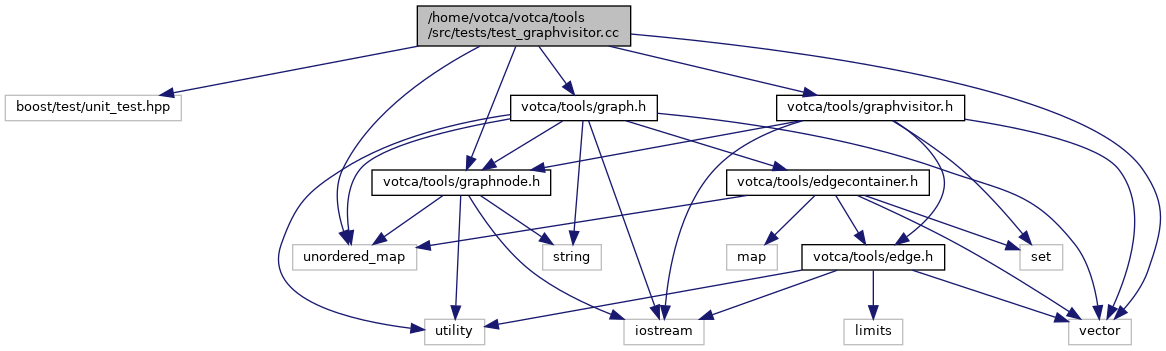 /home/votca/votca/tools
/src/tests/test_graphvisitor.cc
boost/test/unit_test.hpp
votca/tools/graph.h
votca/tools/graphvisitor.h
votca/tools/graphnode.h
votca/tools/edgecontainer.h
unordered_map
string
map
votca/tools/edge.h
set
utility
iostream
limits
vector